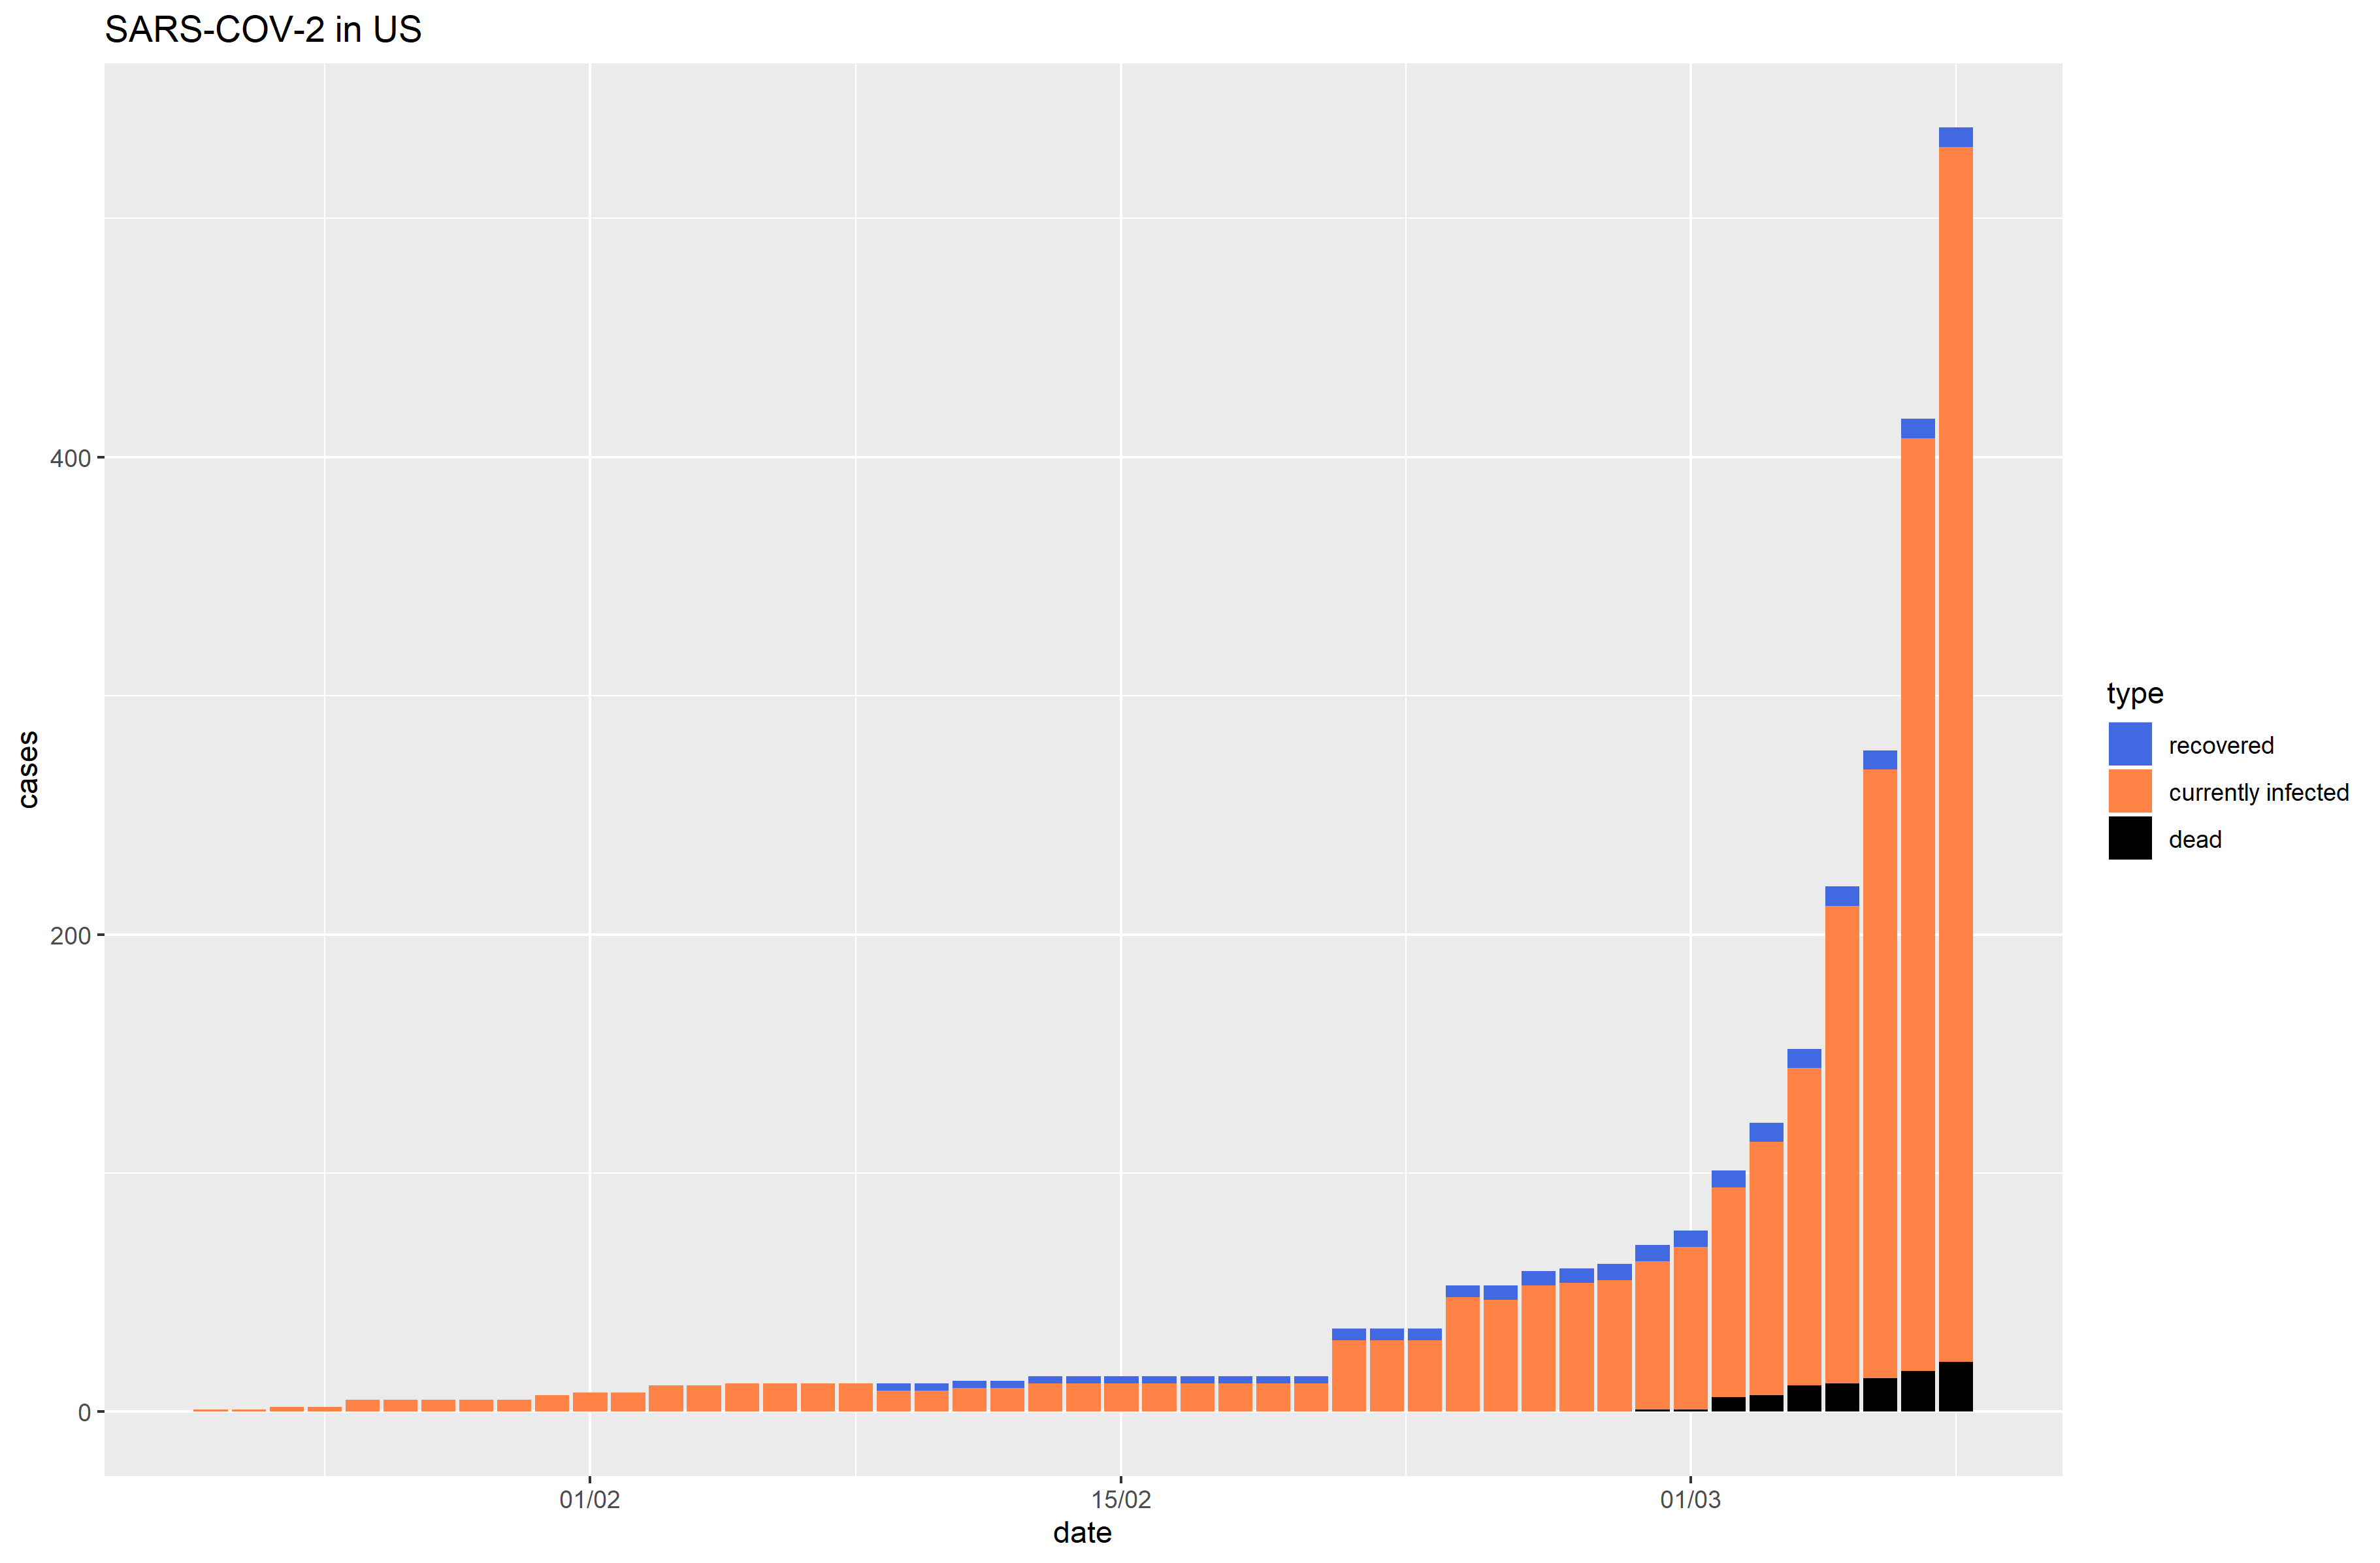 SARS-COV-2 in US
cases
400
200
0
01/02
15/02
01/03
date
type
recovered
currently infected
dead